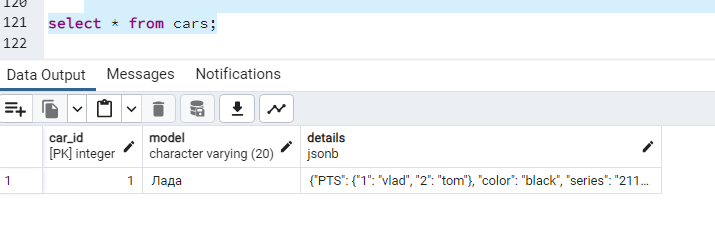 120
121 select * from cars;
122
Data Output Messages Notifications
car_id model details
[PK] integer character varying (20) jsonb
1 1 Лада {"PTS": {"1": "vlad", "2": "tom"}, "color": "black", "series": "211...